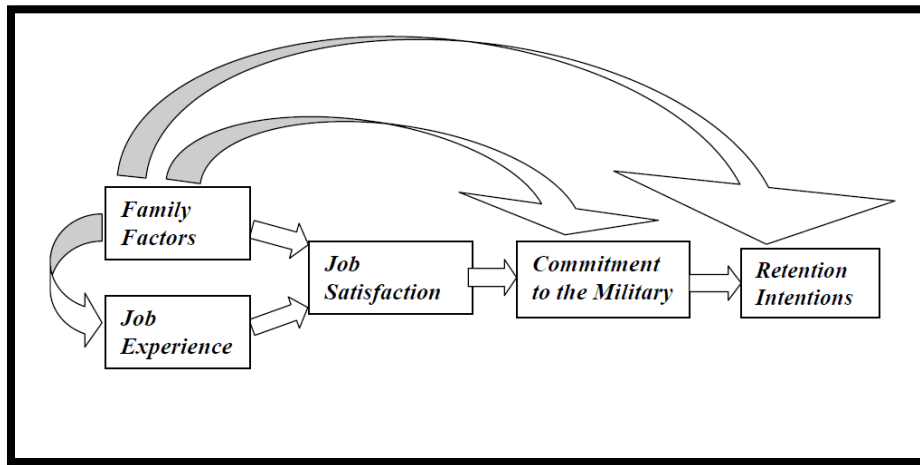 Family
Factors
Job
Experience
Job
Satisfaction
Commitment
to the Military
Retention
Intentions